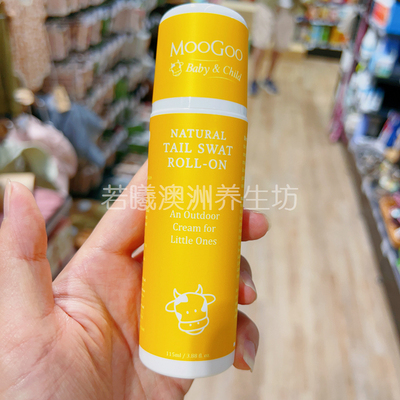 MOOGOO
Baby & Child
NATURAL
TAIL SWAT
ROLL-ON
若曦澳洲养生坊
An Outdoor
Cream for
Little Ones